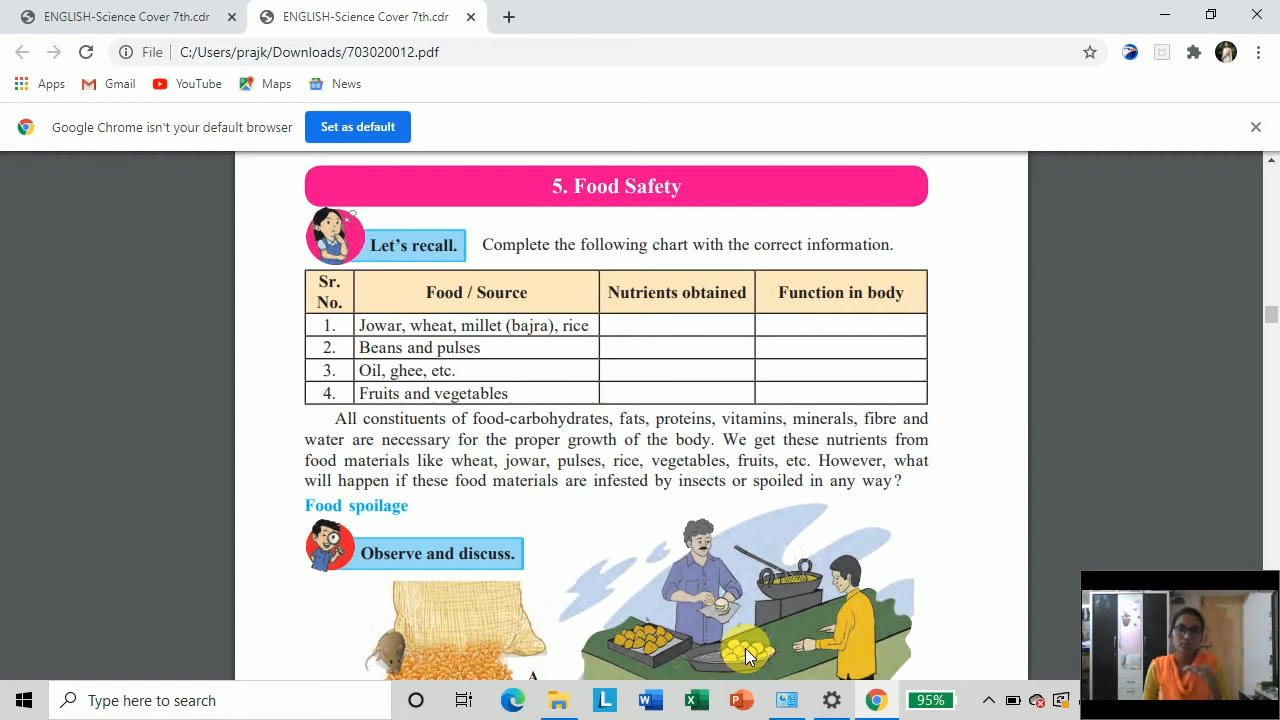 ENGLISH-Science Cover 7th.cdr
ENGLISH-Science Cover 7th.cdr
File C:/Users/prajk/Downloads/703020012.pdf
Apps Gmail YouTube Maps News
Google Chrome isn't your default browser Set as default
5. Food Safety
Let's recall. Complete the following chart with the correct information.
Sr. No. Food / Source Nutrients obtained Function in body
1. Jowar, wheat, millet (bajra), rice
2. Beans and pulses
3. Oil, ghee, etc.
4. Fruits and vegetables
All constituents of food-carbohydrates, fats, proteins, vitamins, minerals, fibre and
water are necessary for the proper growth of the body. We get these nutrients from
food materials like wheat, jowar, pulses, rice, vegetables, fruits, etc. However, what
will happen if these food materials are infested by insects or spoiled in any way?
Food spoilage
Observe and discuss.
A
Type here to search
95%